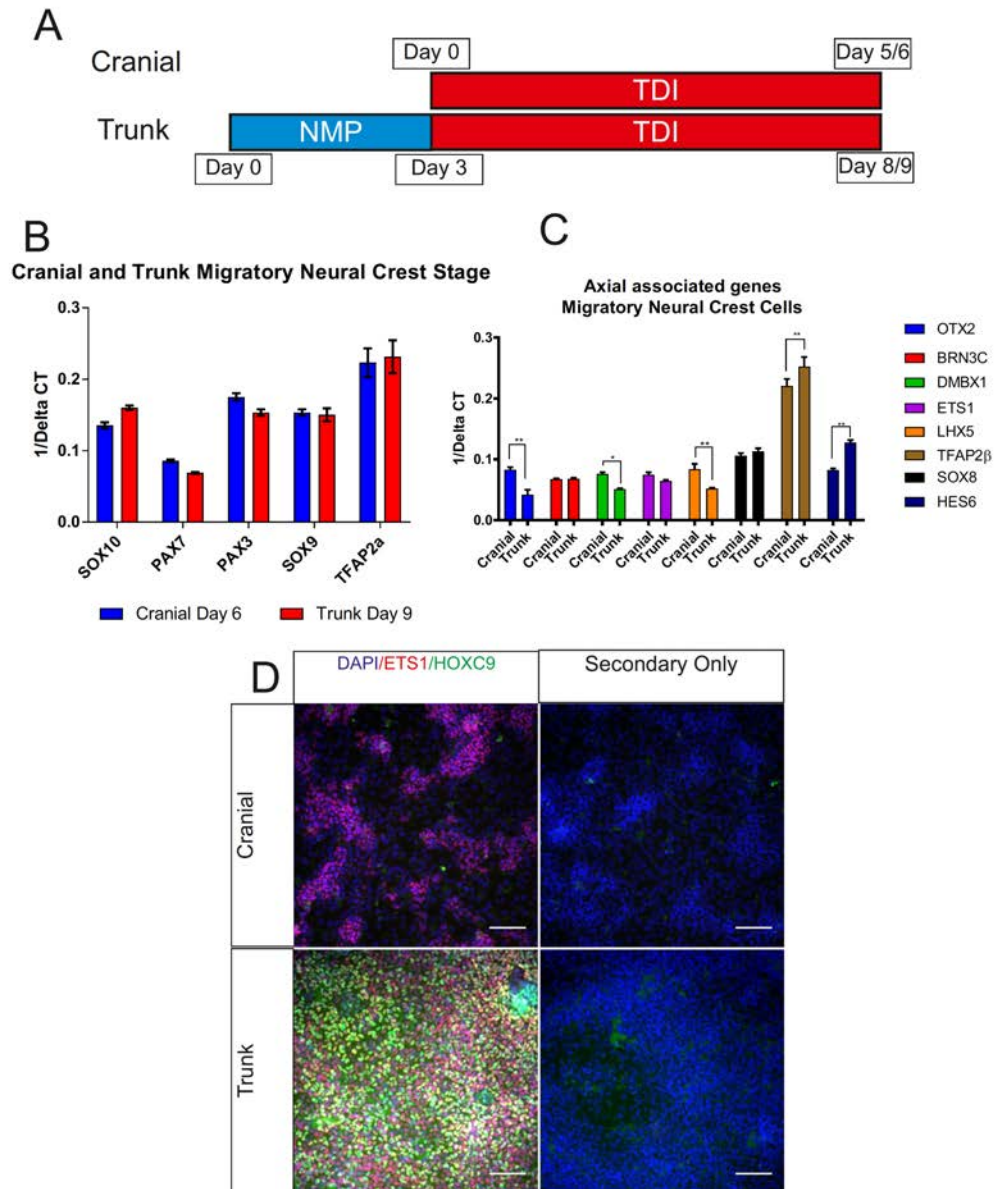 A
Cranial
Day 0
Day 5/6
TDI
Trunk
NMP
TDI
Day 0
Day 3
Day 8/9
B
Cranial and Trunk Migratory Neural Crest Stage
1/Delta CT
0.3
0.2
0.1
0.0
SOX10
PAX7
PAX3
SOX9
TFAP2a
Cranial Day 6
Trunk Day 9
C
Axial associated genes
Migratory Neural Crest Cells
1/Delta CT
0.3
0.2
0.1
0.0
**
*
**
**
**
Cranial
Trunk
Cranial
Trunk
Cranial
Trunk
Cranial
Trunk
Cranial
Trunk
Cranial
Trunk
Cranial
Trunk
Cranial
Trunk
OTX2
BRN3C
DMBX1
ETS1
LHX5
TFAP2β
SOX8
HES6
D
DAPI/ETS1/HOXC9
Secondary Only
Cranial
Trunk